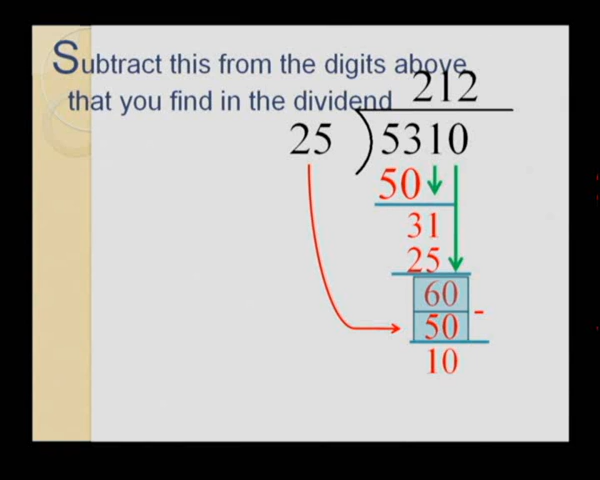 Subtract this from the digits above
that you find in the dividend
212
25 ) 5310
50
31
25
60
50 -
10